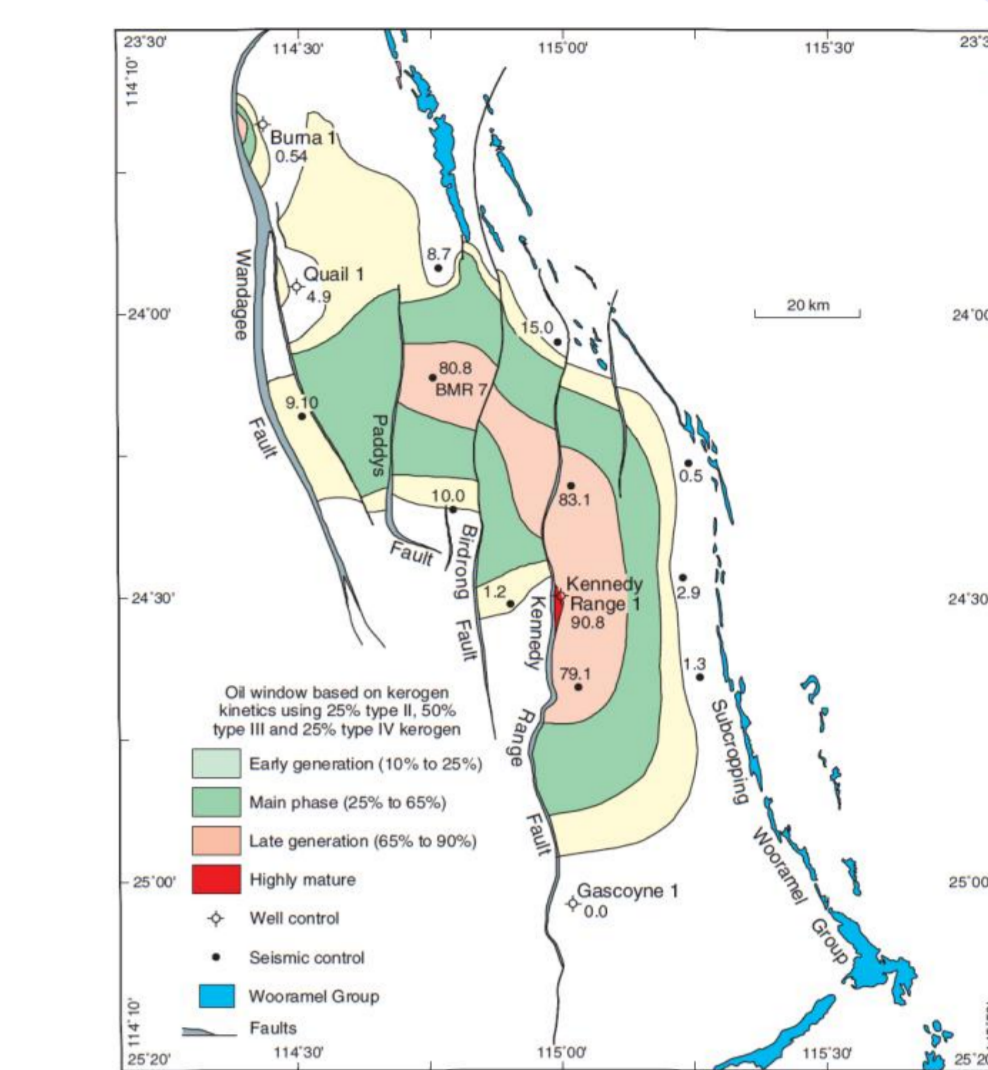 23°30'
114°30'
115°00'
115°30'
23°3
114°10'
Burna 1
0.54
8.7
Wandagee
Quail 1
4.9
24°00'
20 km
24°00
15.0
80.8
BMR 7
9.10
Fault
Paddys
10.0
83.1
0.5
Fault
Birdrong
24°30'
1.2
Kennedy
Kennedy
Range 1
90.8
2.9
24°30
Fault
79.1
1.3
Oil window based on kerogen
kinetics using 25% type II, 50%
type III and 25% type IV kerogen
Range
Subcropping
Early generation (10% to 25%)
Main phase (25% to 65%)
Fault
Wooramel
Late generation (65% to 90%)
Highly mature
25°00'
Gascoyne 1
0.0
25°00
Well control
Group
Seismic control
Wooramel Group
Faults
114°10'
25°20'
114°30'
115°00'
115°30'
25°20